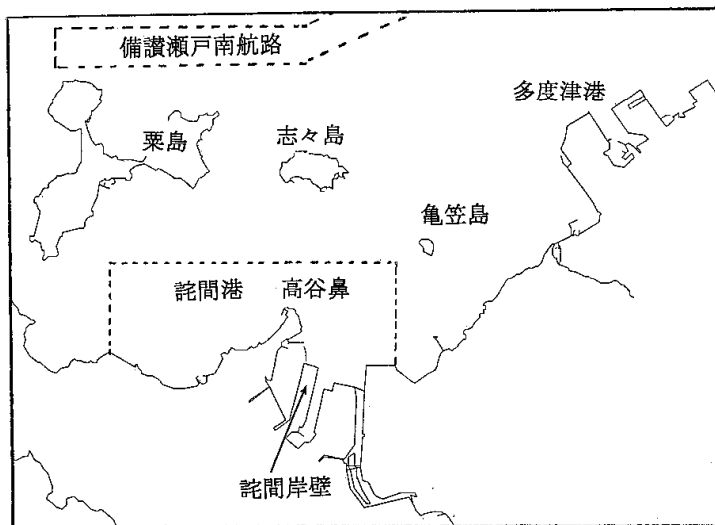 備讃瀬戸南航路
多度津港
粟島
志々島
亀笠島
詫間港
高谷鼻
詫間岸壁